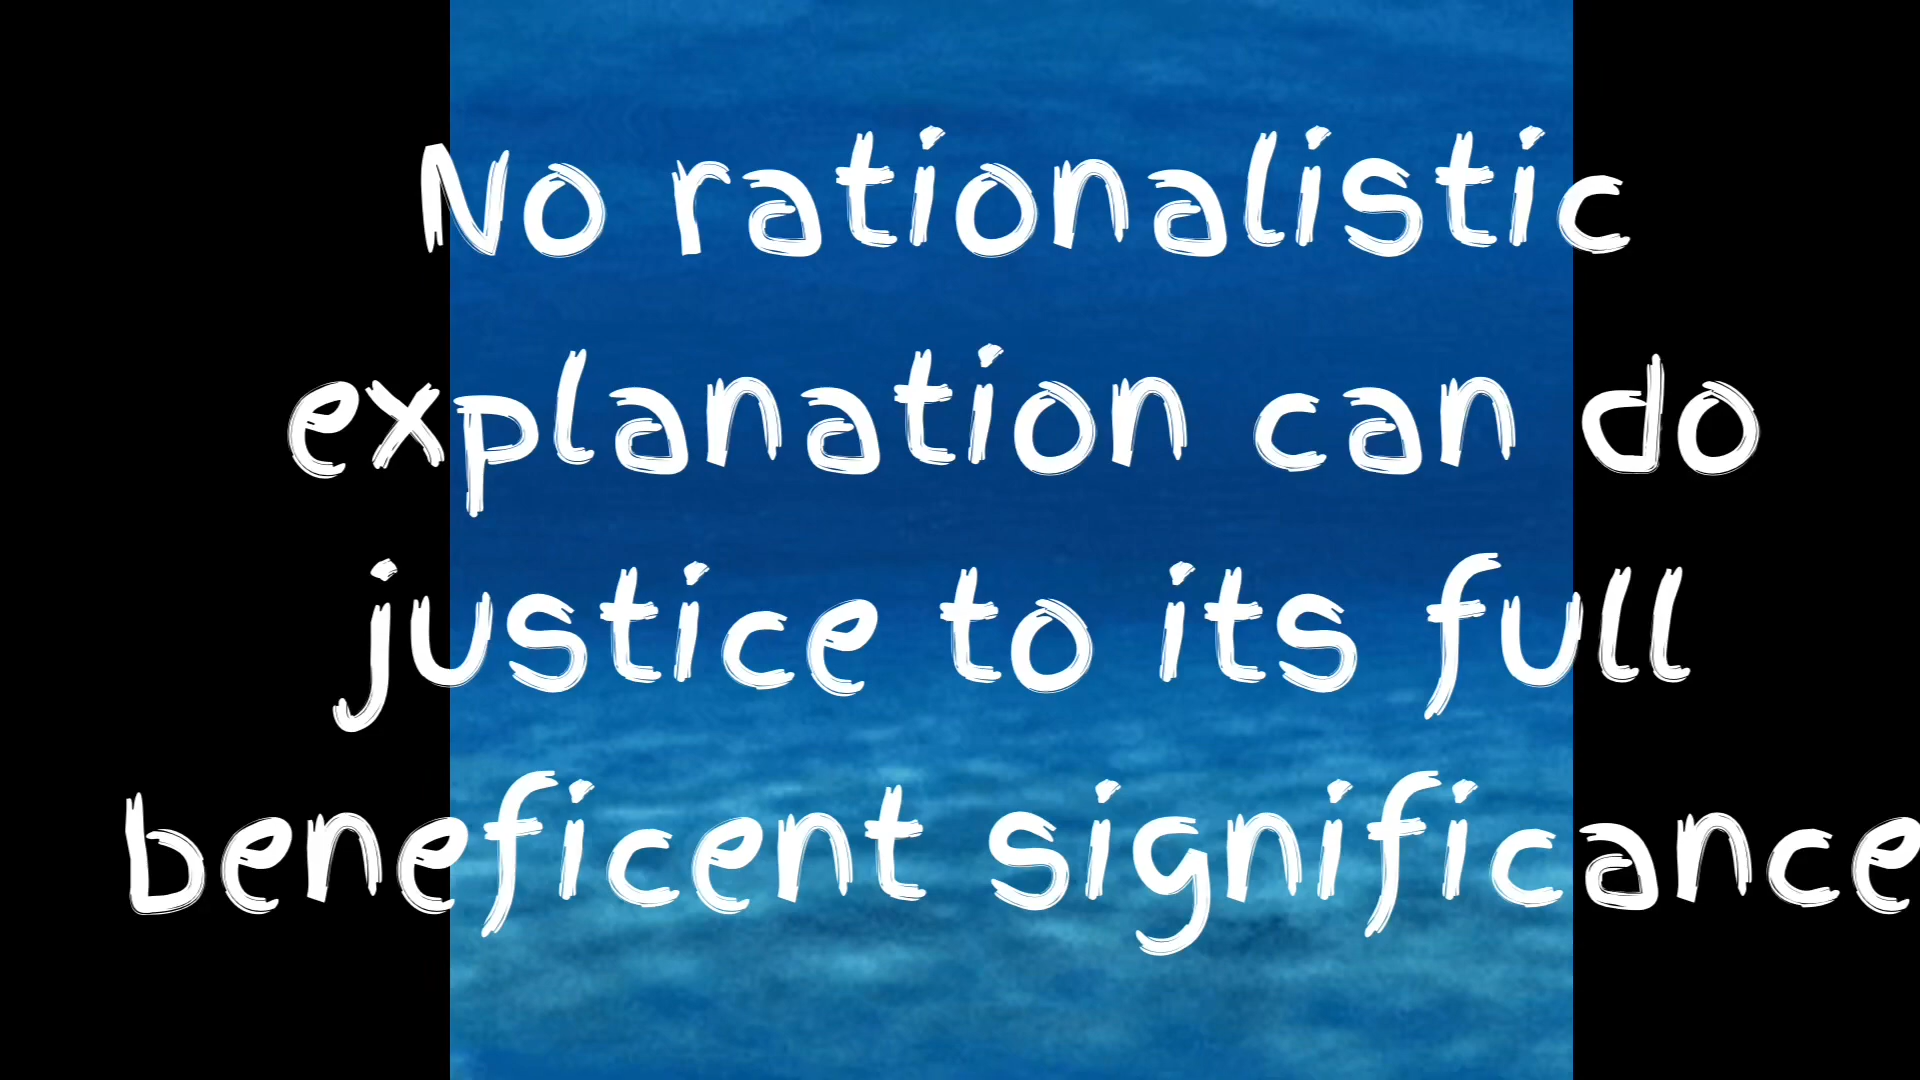 No rationalistic
explanation can do
justice to its full
beneficent significance